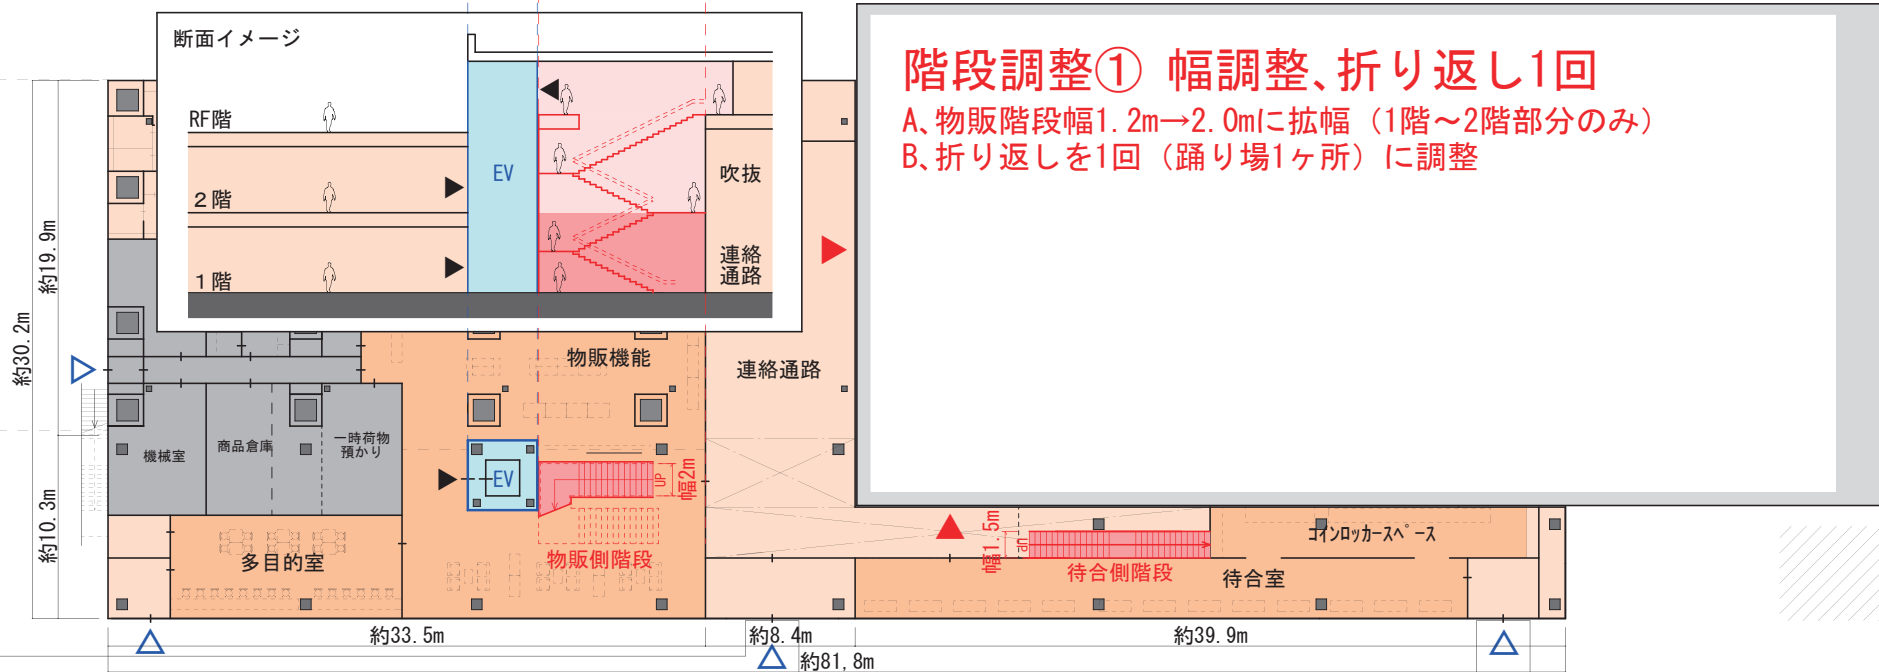 断面イメージ
階段調整① 幅調整、折り返し1回
A、物販階段幅1.2m→2.0mに拡幅（1階～2階部分のみ）
B、折り返しを1回（踊り場1ヶ所）に調整
RF階
EV
吹抜
2階
連絡
通路
1階
約19.9m
約30.2m
約10.3m
物販機能
連絡通路
機械室
商品倉庫
一時荷物
預かり
EV
UP
幅2m
物販側階段
多目的室
幅1.5m
UP
待合側階段
コインロッカースペース
待合室
約33.5m
約8.4m
約39.9m
約81,8m